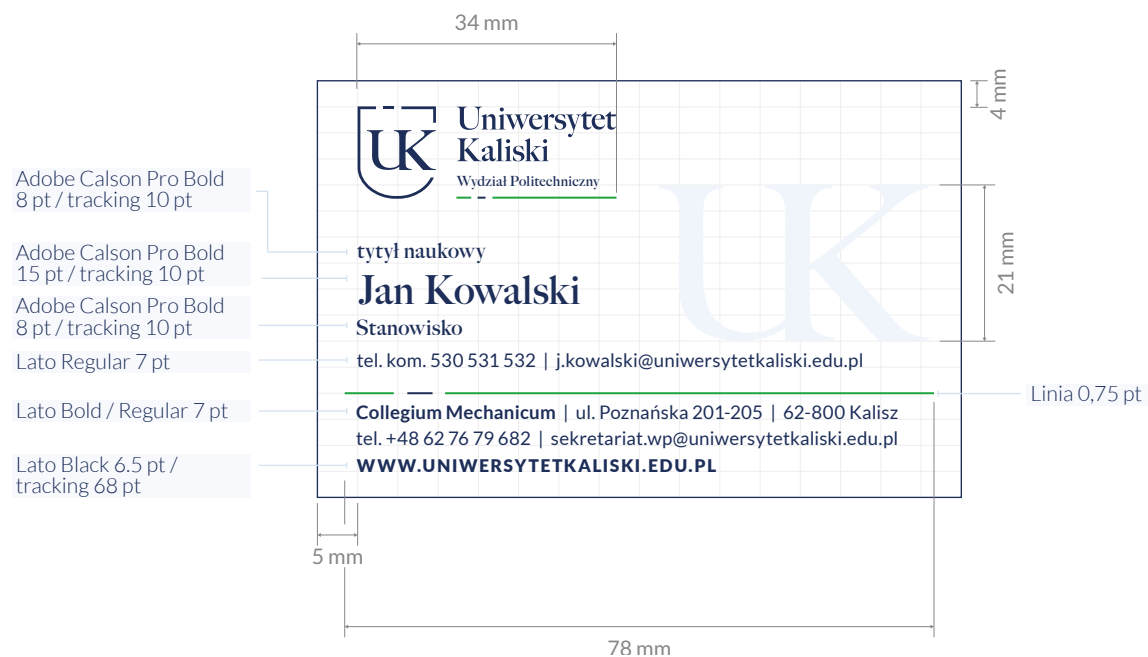 34 mm
4 mm
UK
Uniwersytet
Kaliski
Wydział Politechniczny
UK
21 mm
Adobe Calson Pro Bold
8 pt / tracking 10 pt
tytył naukowy
Adobe Calson Pro Bold
15 pt / tracking 10 pt
Jan Kowalski
Adobe Calson Pro Bold
8 pt / tracking 10 pt
Stanowisko
Lato Regular 7 pt
tel. kom. 530 531 532 | j.kowalski@uniwersytetkaliski.edu.pl
Linia 0,75 pt
Lato Bold / Regular 7 pt
Collegium Mechanicum | ul. Poznańska 201-205 | 62-800 Kalisz
tel. +48 62 76 79 682 | sekretariat.wp@uniwersytetkaliski.edu.pl
Lato Black 6.5 pt /
tracking 68 pt
WWW.UNIWERSYTETKALISKI.EDU.PL
5 mm
78 mm